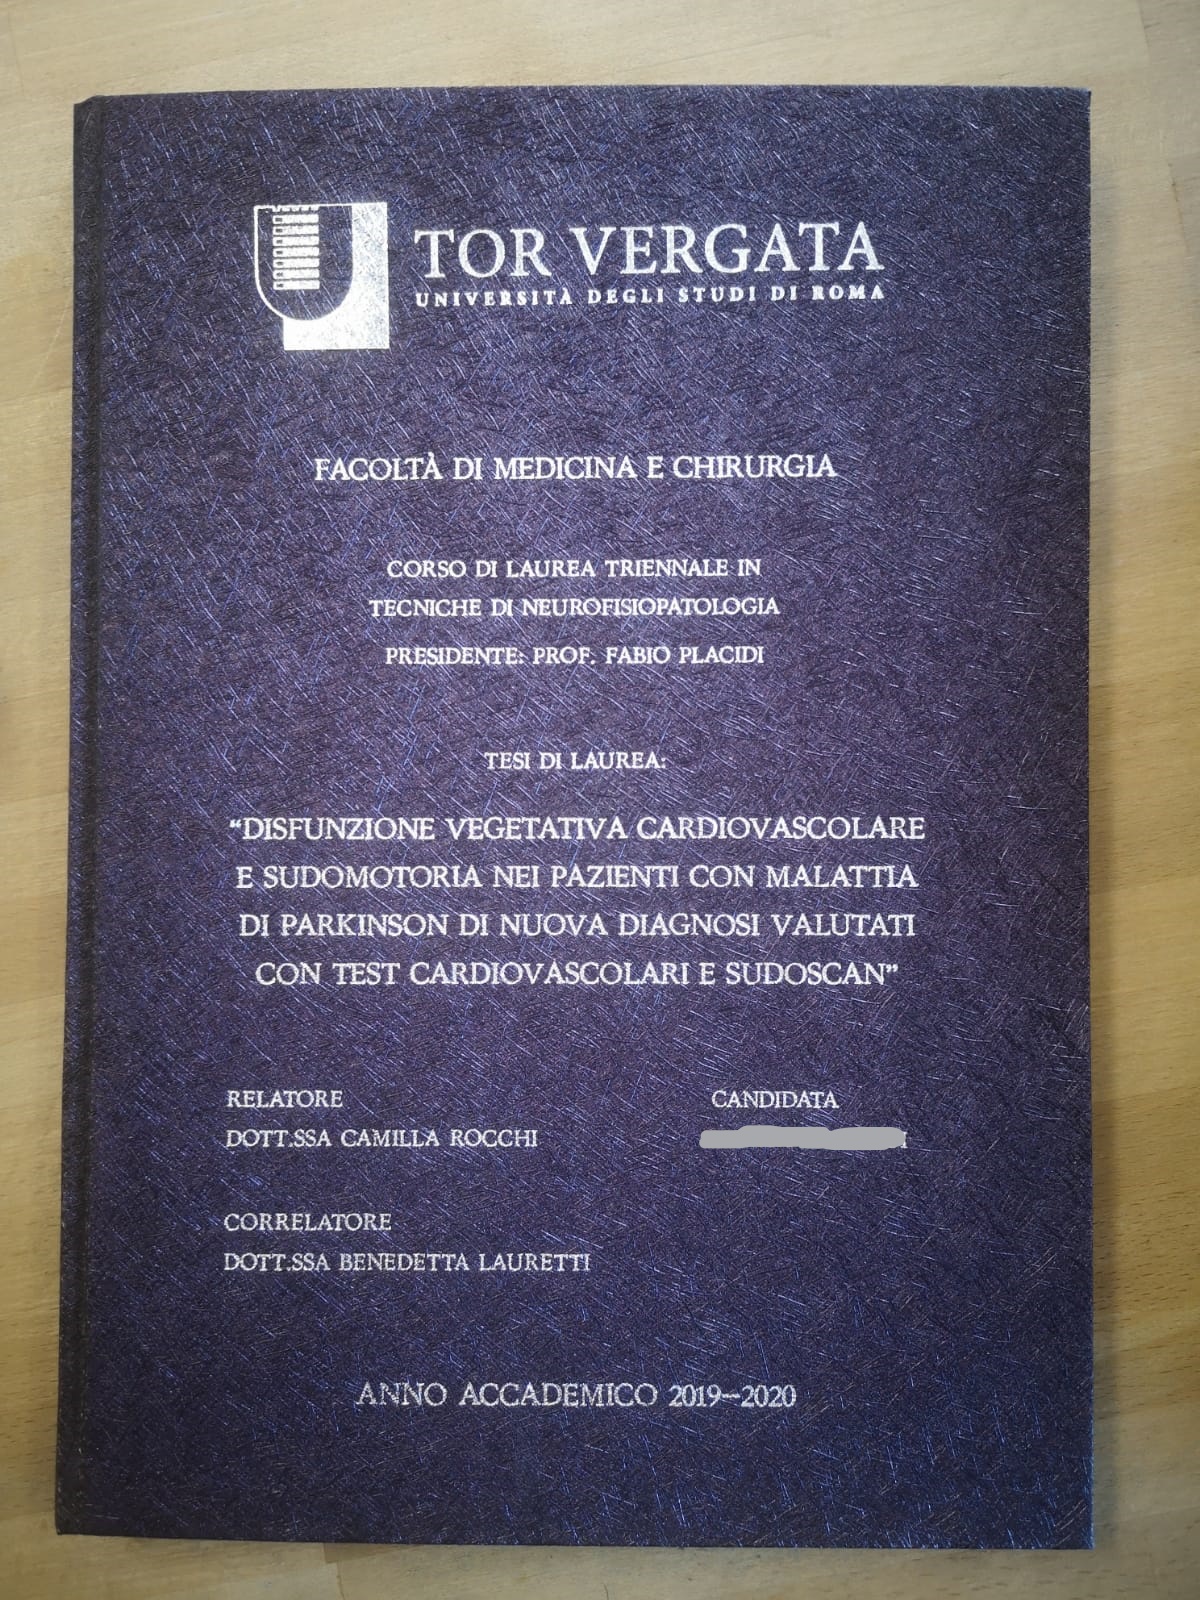 TOR VERGATA
UNIVERSITÀ DEGLI STUDI DI ROMA
FACOLTÀ DI MEDICINA E CHIRURGIA
CORSO DI LAUREA TRIENNALE IN
TECNICHE DI NEUROFISIOPATOLOGIA
PRESIDENTE: PROF. FABIO PLACIDI
TESI DI LAUREA:
“DISFUNZIONE VEGETATIVA CARDIOVASCOLARE
E SUDOMOTORIA NEI PAZIENTI CON MALATTIA
DI PARKINSON DI NUOVA DIAGNOSI VALUTATI
CON TEST CARDIOVASCOLARI E SUDOSCAN”
RELATORE
DOTT.SSA CAMILLA ROCCHI
CANDIDATA
CORRELATORE
DOTT.SSA BENEDETTA LAURETTI
ANNO ACCADEMICO 2019–2020